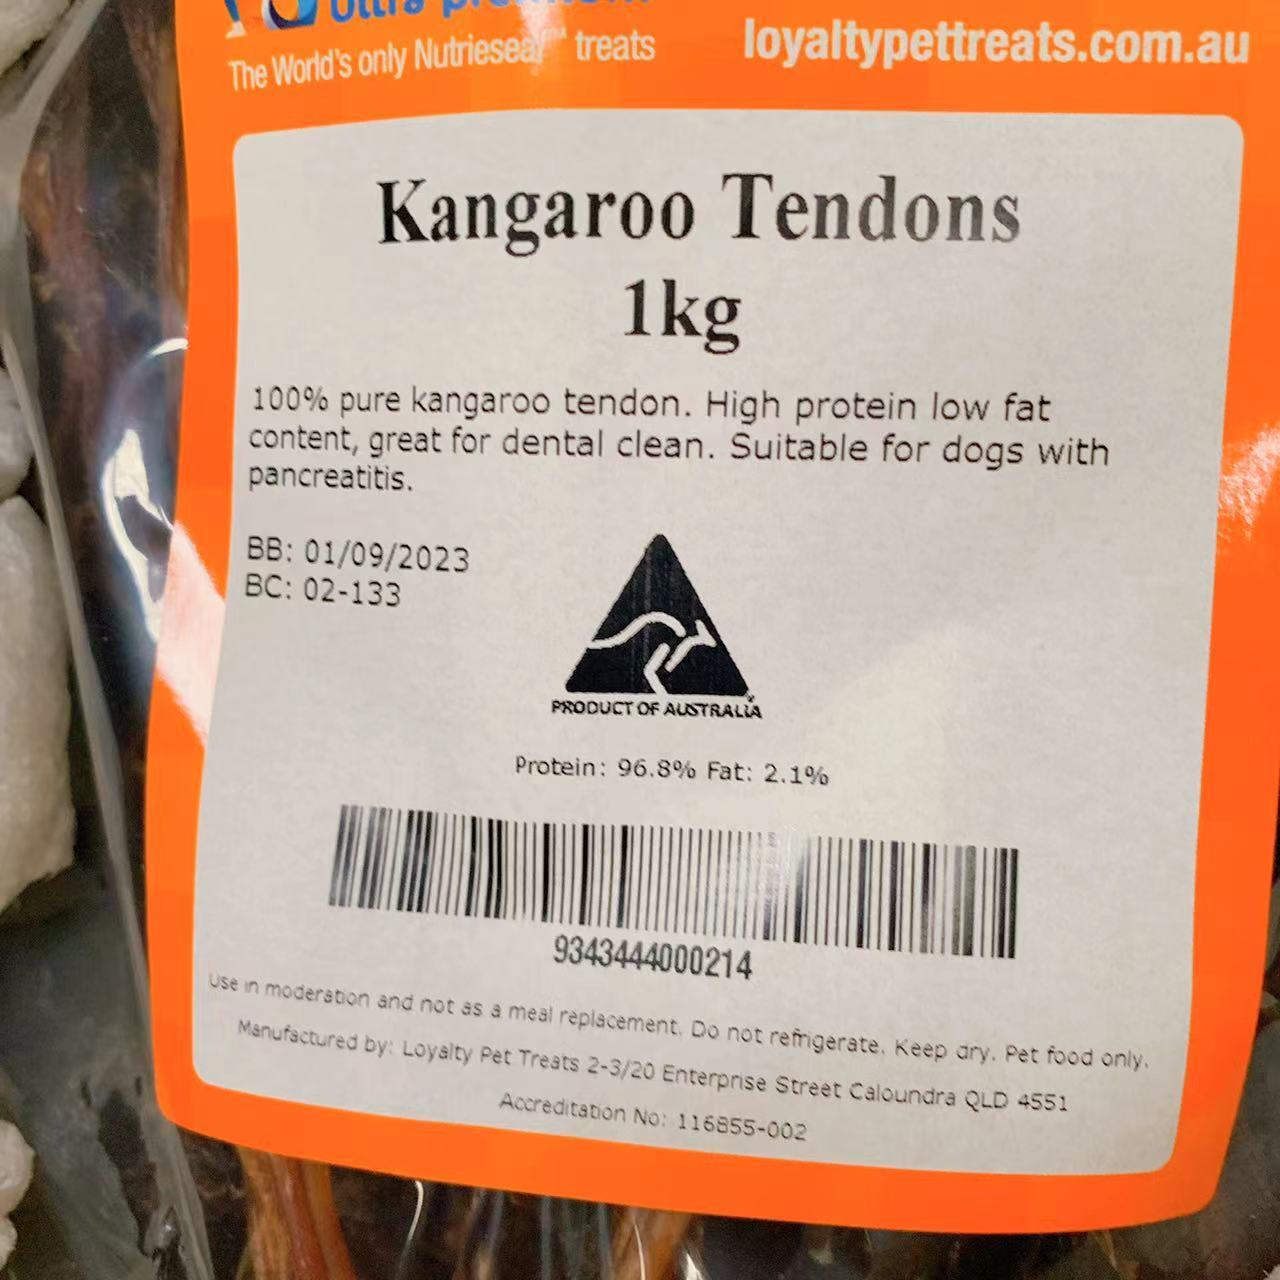 Ultra premium
The World's only Nutrieseal™ treats
loyaltypettreats.com.au
Kangaroo Tendons
1kg
100% pure kangaroo tendon. High protein low fat
content, great for dental clean. Suitable for dogs with
pancreatitis.
BB: 01/09/2023
BC: 02-133
PRODUCT OF AUSTRALIA
Protein: 96.8% Fat: 2.1%
9343444000214
Use in moderation and not as a meal replacement. Do not refrigerate. Keep dry. Pet food only.
Manufactured by: Loyalty Pet Treats 2-3/20 Enterprise Street Caloundra QLD 4551
Accreditation No: 116855-002